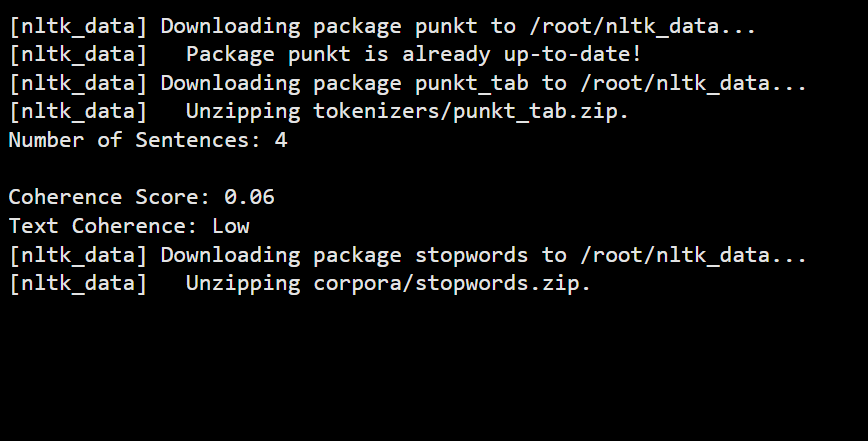 [nltk_data] Downloading package punkt to /root/nltk_data...
[nltk_data]   Package punkt is already up-to-date!
[nltk_data] Downloading package punkt_tab to /root/nltk_data...
[nltk_data]   Unzipping tokenizers/punkt_tab.zip.
Number of Sentences: 4
Coherence Score: 0.06
Text Coherence: Low
[nltk_data] Downloading package stopwords to /root/nltk_data...
[nltk_data]   Unzipping corpora/stopwords.zip.